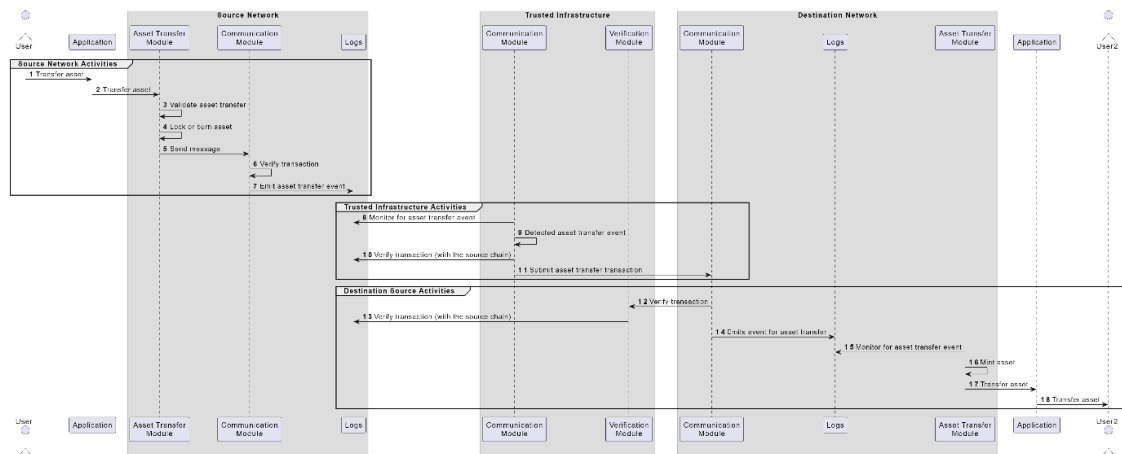 Source Network
Trusted Infrastructure
Destination Network
User
Application
Asset Transfer
Module
Communication
Module
Logs
Communication
Module
Verification
Module
Communication
Module
Logs
Asset Transfer
Module
Application
User2
Source Network Activities
1 Transfer asset
2 Transfer asset
3 Validate asset transfer
4 Lock or burn asset
5 Send message
6 Verify transaction
7 Emit asset transfer event
Trusted Infrastructure Activities
8 Monitor for asset transfer event
9 Detected asset transfer event
10 Verify transaction (with the source chain)
11 Submit asset transfer transaction
Destination Source Activities
12 Verify transaction
13 Verify transaction (with the source chain)
14 Emits event for asset transfer
15 Monitor for asset transfer event
16 Mint asset
17 Transfer asset
18 Transfer asset
User
Application
Asset Transfer
Module
Communication
Module
Logs
Communication
Module
Verification
Module
Communication
Module
Logs
Asset Transfer
Module
Application
User2